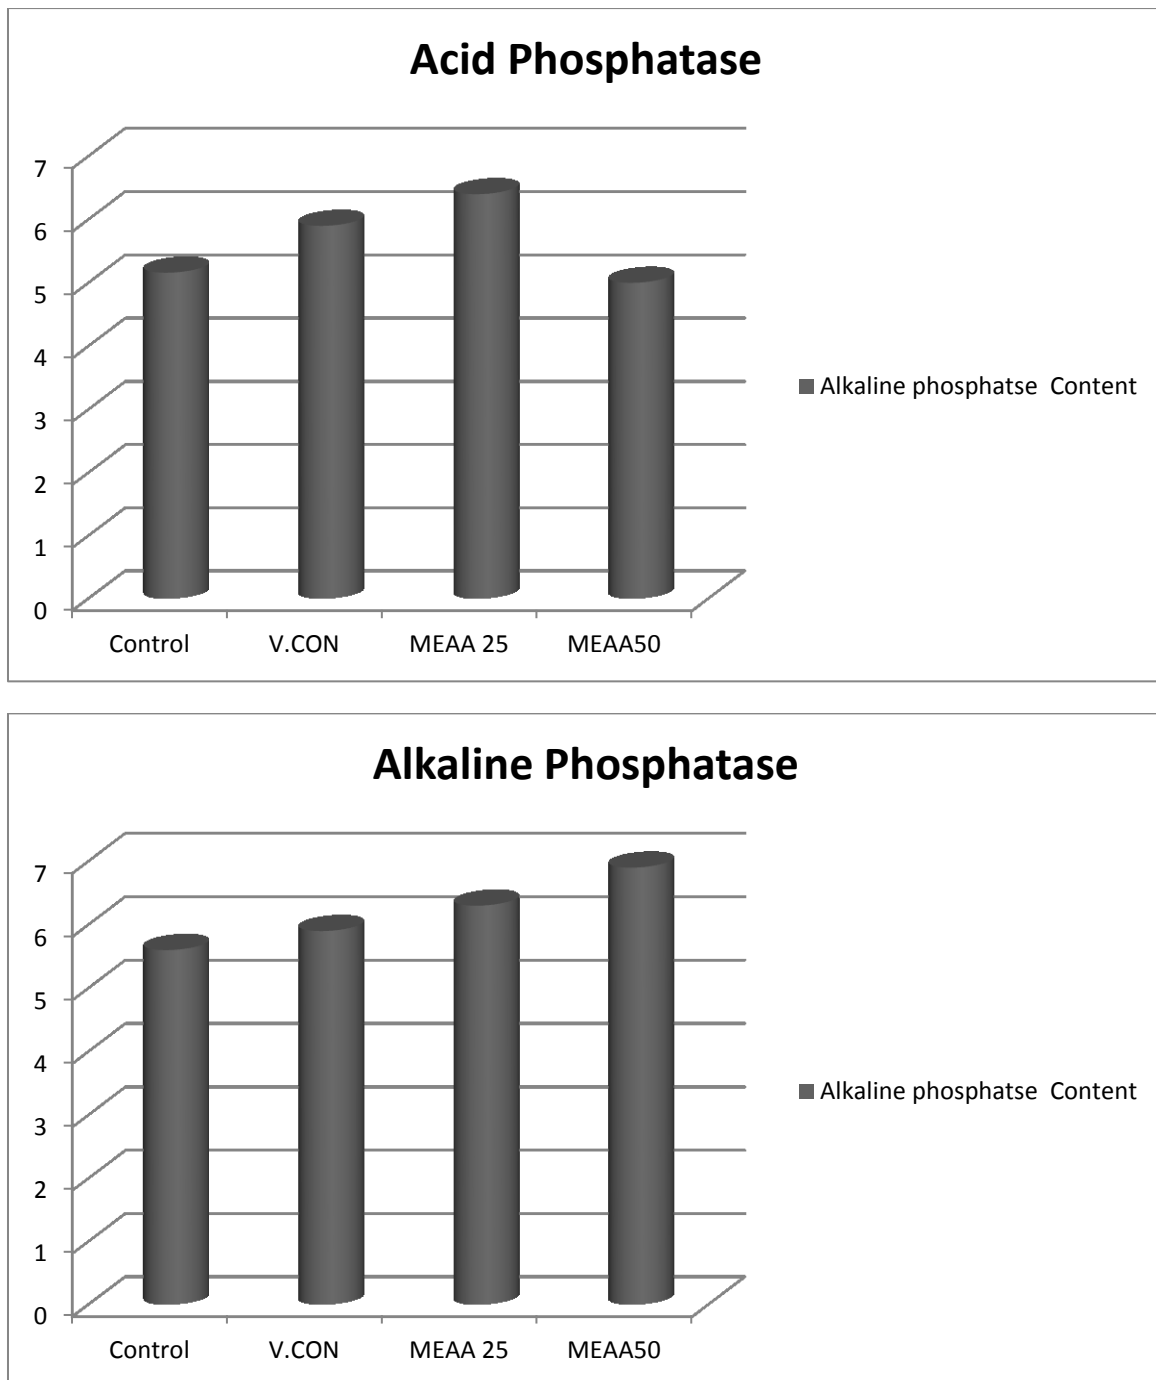 Acid Phosphatase
7
6
5
4
3
2
1
0
Control V.CON MEAA 25 MEAA50
Alkaline phosphatse Content
Alkaline Phosphatase
7
6
5
4
3
2
1
0
Control V.CON MEAA 25 MEAA50
Alkaline phosphatse Content